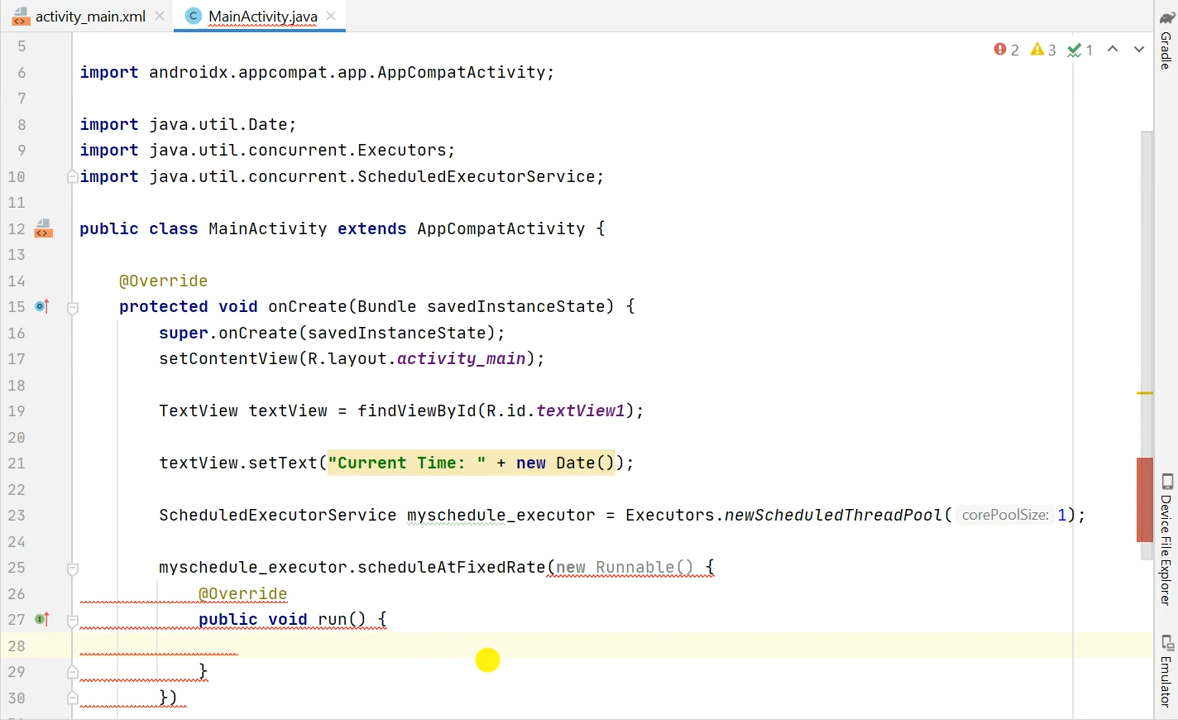 activity_main.xml MainActivity.java
Gradle
2 3 1
5
6 import androidx.appcompat.app.AppCompatActivity;
7
8 import java.util.Date;
9 import java.util.concurrent.Executors;
10 import java.util.concurrent.ScheduledExecutorService;
11
12 public class MainActivity extends AppCompatActivity {
13
14 @Override
15 protected void onCreate(Bundle savedInstanceState) {
16 super.onCreate(savedInstanceState);
17 setContentView(R.layout.activity_main);
18
19 TextView textView = findViewById(R.id.textView1);
20
21 textView.setText("Current Time: " + new Date());
22
23 ScheduledExecutorService myschedule_executor = Executors.newScheduledThreadPool( corePoolSize: 1);
24
25 myschedule_executor.scheduleAtFixedRate(new Runnable() {
26 @Override
27 public void run() {
28
29 }
30 })
Device File Explorer
Emulator